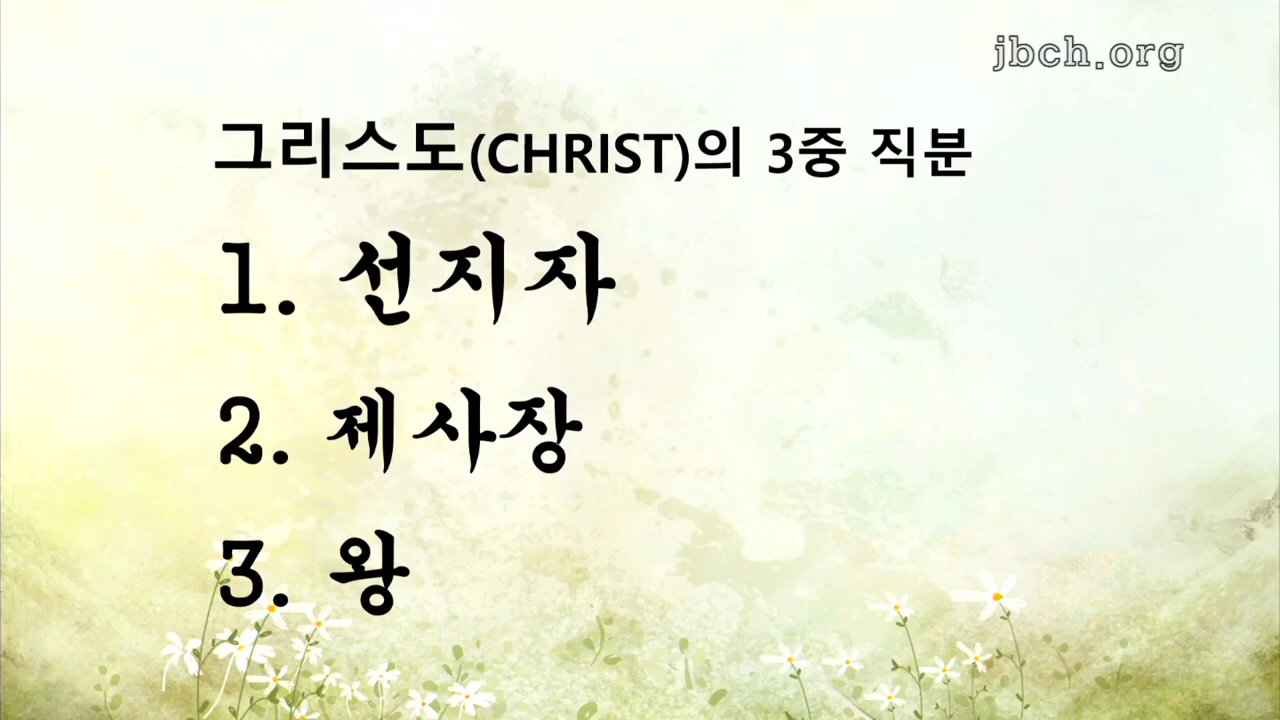 jbch.org
그리스도(CHRIST)의 3중 직분
1. 선지자
2. 제사장
3. 왕